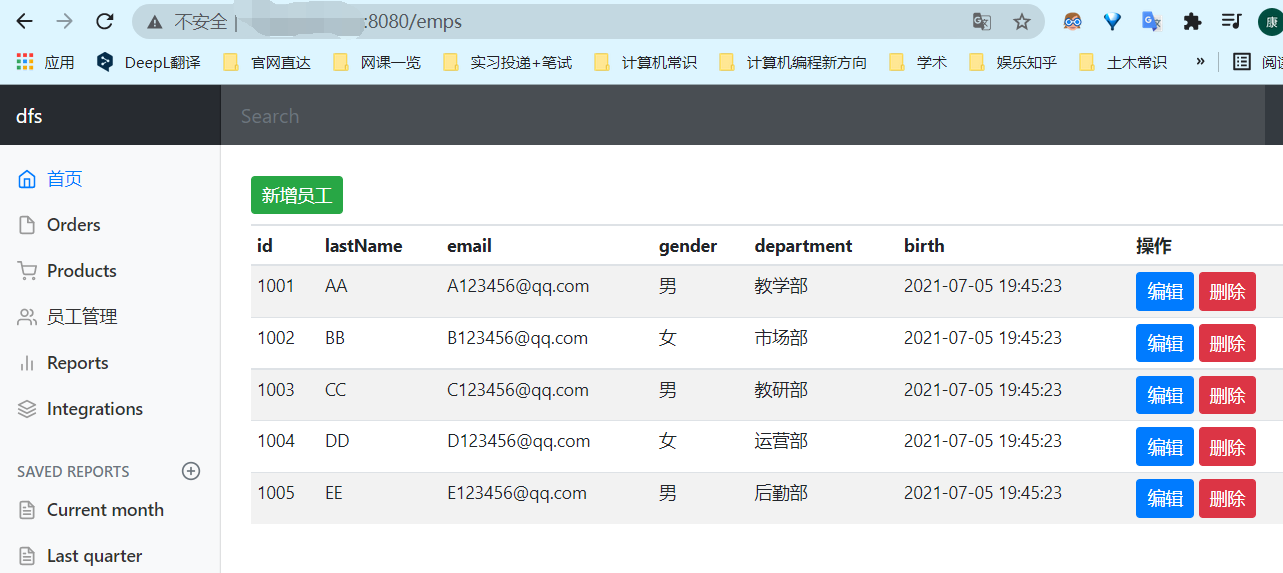 不安全 | :8080/emps
康
应用 DeepL翻译 官网直达 网课一览 实习投递+笔试 计算机常识 计算机编程新方向 学术 娱乐知乎 土木常识 » 阅读
dfs Search
首页
Orders
Products
员工管理
Reports
Integrations
SAVED REPORTS
Current month
Last quarter
新增员工
id lastName email gender department birth 操作
1001 AA A123456@qq.com 男 教学部 2021-07-05 19:45:23 编辑 删除
1002 BB B123456@qq.com 女 市场部 2021-07-05 19:45:23 编辑 删除
1003 CC C123456@qq.com 男 教研部 2021-07-05 19:45:23 编辑 删除
1004 DD D123456@qq.com 女 运营部 2021-07-05 19:45:23 编辑 删除
1005 EE E123456@qq.com 男 后勤部 2021-07-05 19:45:23 编辑 删除